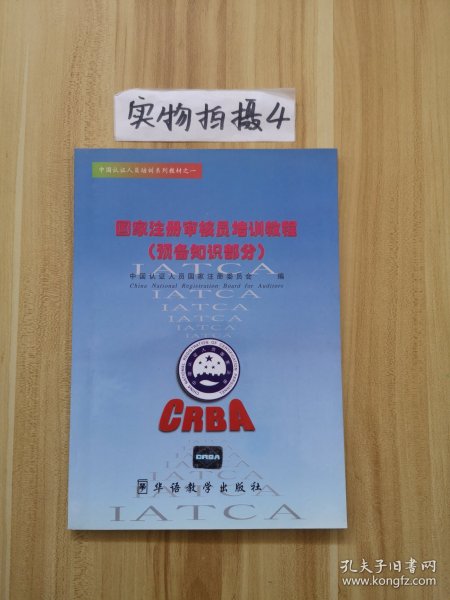 实物拍摄4
中国认证人员培训系列教材之一
国家注册审核员培训教程
(预备知识部分)
中国认证人员国家注册委员会 编
China National Registration Board for Auditors
IATCA
IATCA
IATCA
IATCA
IATCA
CRBA
CRBA
IATCA
IATCA
华语教学出版社
IATCA
孔夫子旧书网
www.kongfz.com